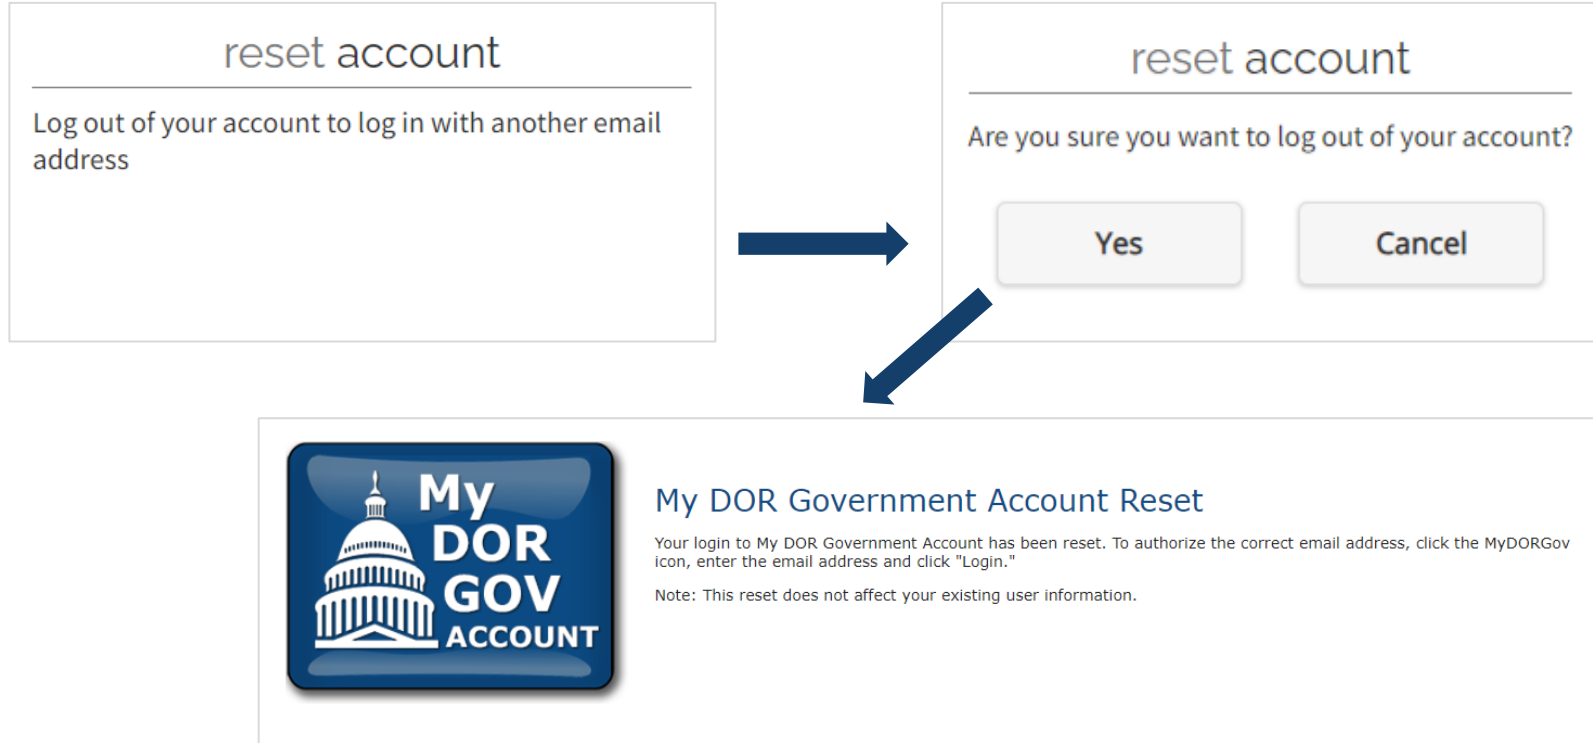 reset account
Log out of your account to log in with another email
address
reset account
Are you sure you want to log out of your account?
Yes
Cancel
My
DOR
GOV
ACCOUNT
My DOR Government Account Reset
Your login to My DOR Government Account has been reset. To authorize the correct email address, click the MyDORGov
icon, enter the email address and click "Login."
Note: This reset does not affect your existing user information.